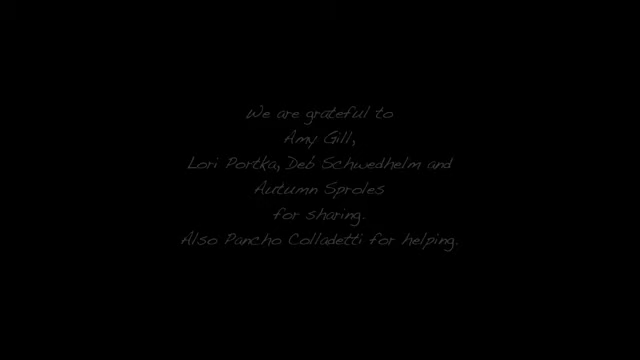 We are grateful to
Amy Gill,
Lori Portka, Deb Schwedhelm and
Autumn Sproles
for sharing.
Also Pancho Colladetti for helping.